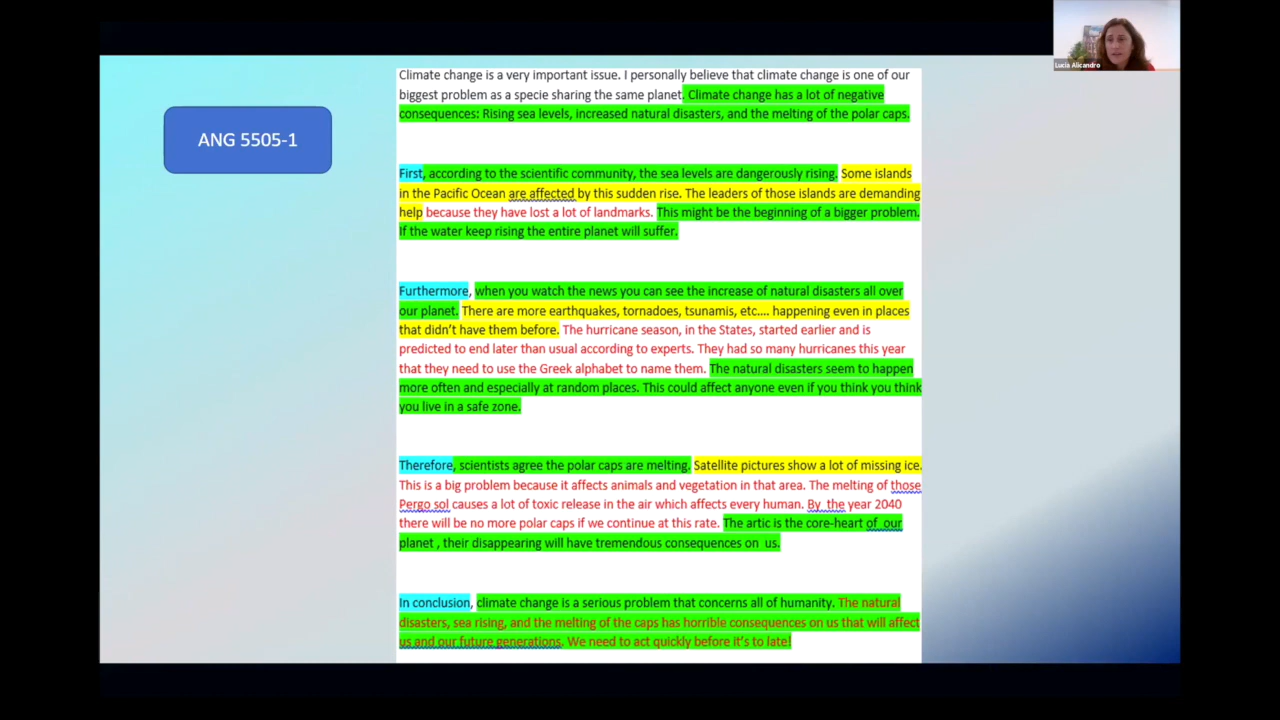 Lucia Alicandro
ANG 5505-1
Climate change is a very important issue. I personally believe that climate change is one of our
biggest problem as a specie sharing the same planet. Climate change has a lot of negative
consequences: Rising sea levels, increased natural disasters, and the melting of the polar caps.
First, according to the scientific community, the sea levels are dangerously rising. Some islands
in the Pacific Ocean are affected by this sudden rise. The leaders of those islands are demanding
help because they have lost a lot of landmarks. This might be the beginning of a bigger problem.
If the water keep rising the entire planet will suffer.
Furthermore, when you watch the news you can see the increase of natural disasters all over
our planet. There are more earthquakes, tornadoes, tsunamis, etc.... happening even in places
that didn't have them before. The hurricane season, in the States, started earlier and is
predicted to end later than usual according to experts. They had so many hurricanes this year
that they need to use the Greek alphabet to name them. The natural disasters seem to happen
more often and especially at random places. This could affect anyone even if you think you think
you live in a safe zone.
Therefore, scientists agree the polar caps are melting. Satellite pictures show a lot of missing ice.
This is a big problem because it affects animals and vegetation in that area. The melting of those
Pergo sol causes a lot of toxic release in the air which affects every human. By  the year 2040
there will be no more polar caps if we continue at this rate. The artic is the core-heart of  our
planet , their disappearing will have tremendous consequences on  us.
In conclusion, climate change is a serious problem that concerns all of humanity. The natural
disasters, sea rising, and the melting of the caps has horrible consequences on us that will affect
us and our future generations. We need to act quickly before it's to late!